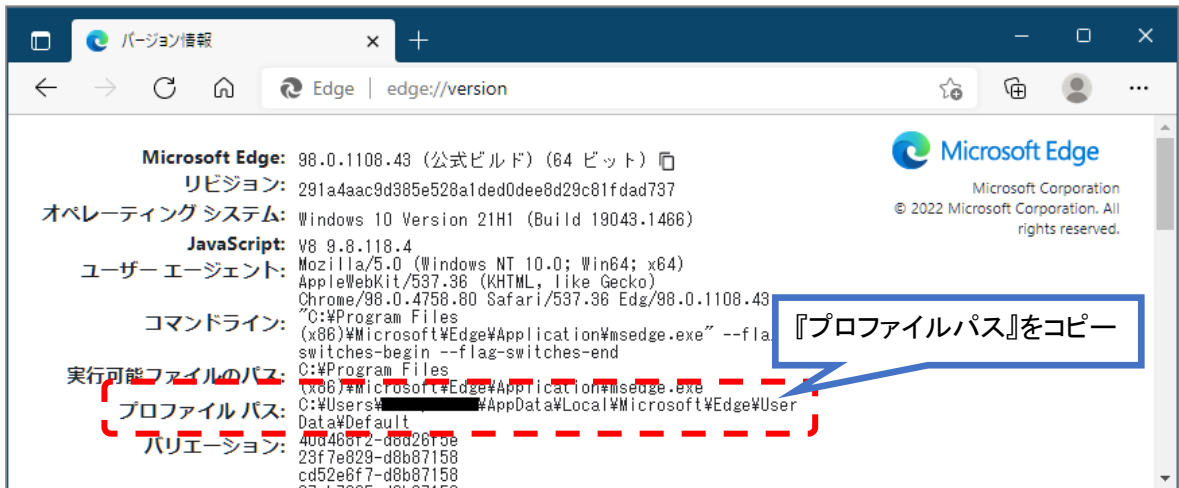 バージョン情報
Edge | edge://version
Microsoft Edge
Microsoft Corporation
© 2022 Microsoft Corporation. All
rights reserved.
Microsoft Edge: 98.0.1108.43 (公式ビルド) (64 ビット)
リビジョン: 291a4aac9d385e528a1ded0dee8d29c81fdad737
オペレーティング システム: Windows 10 Version 21H1 (Build 19043.1466)
JavaScript: V8 9.8.118.4
ユーザー エージェント: Mozilla/5.0 (Windows NT 10.0; Win64; x64)
AppleWebKit/537.36 (KHTML, like Gecko)
Chrome/98.0.4758.80 Safari/537.36 Edg/98.0.1108.43
コマンドライン: "C:¥Program Files
(x86)¥Microsoft¥Edge¥Application¥msedge.exe" --fla
switches-begin --flag-switches-end
『プロファイルパス』をコピー
実行可能ファイルのパス: C:¥Program Files
(x86)¥Microsoft¥Edge¥Application¥msedge.exe
プロファイル パス: C:¥Users¥ ¥AppData¥Local¥Microsoft¥Edge¥User
Data¥Default
バリエーション: 40d468f2-d8d26f5e
23f7e829-d8b87158
cd52e6f7-d8b87158